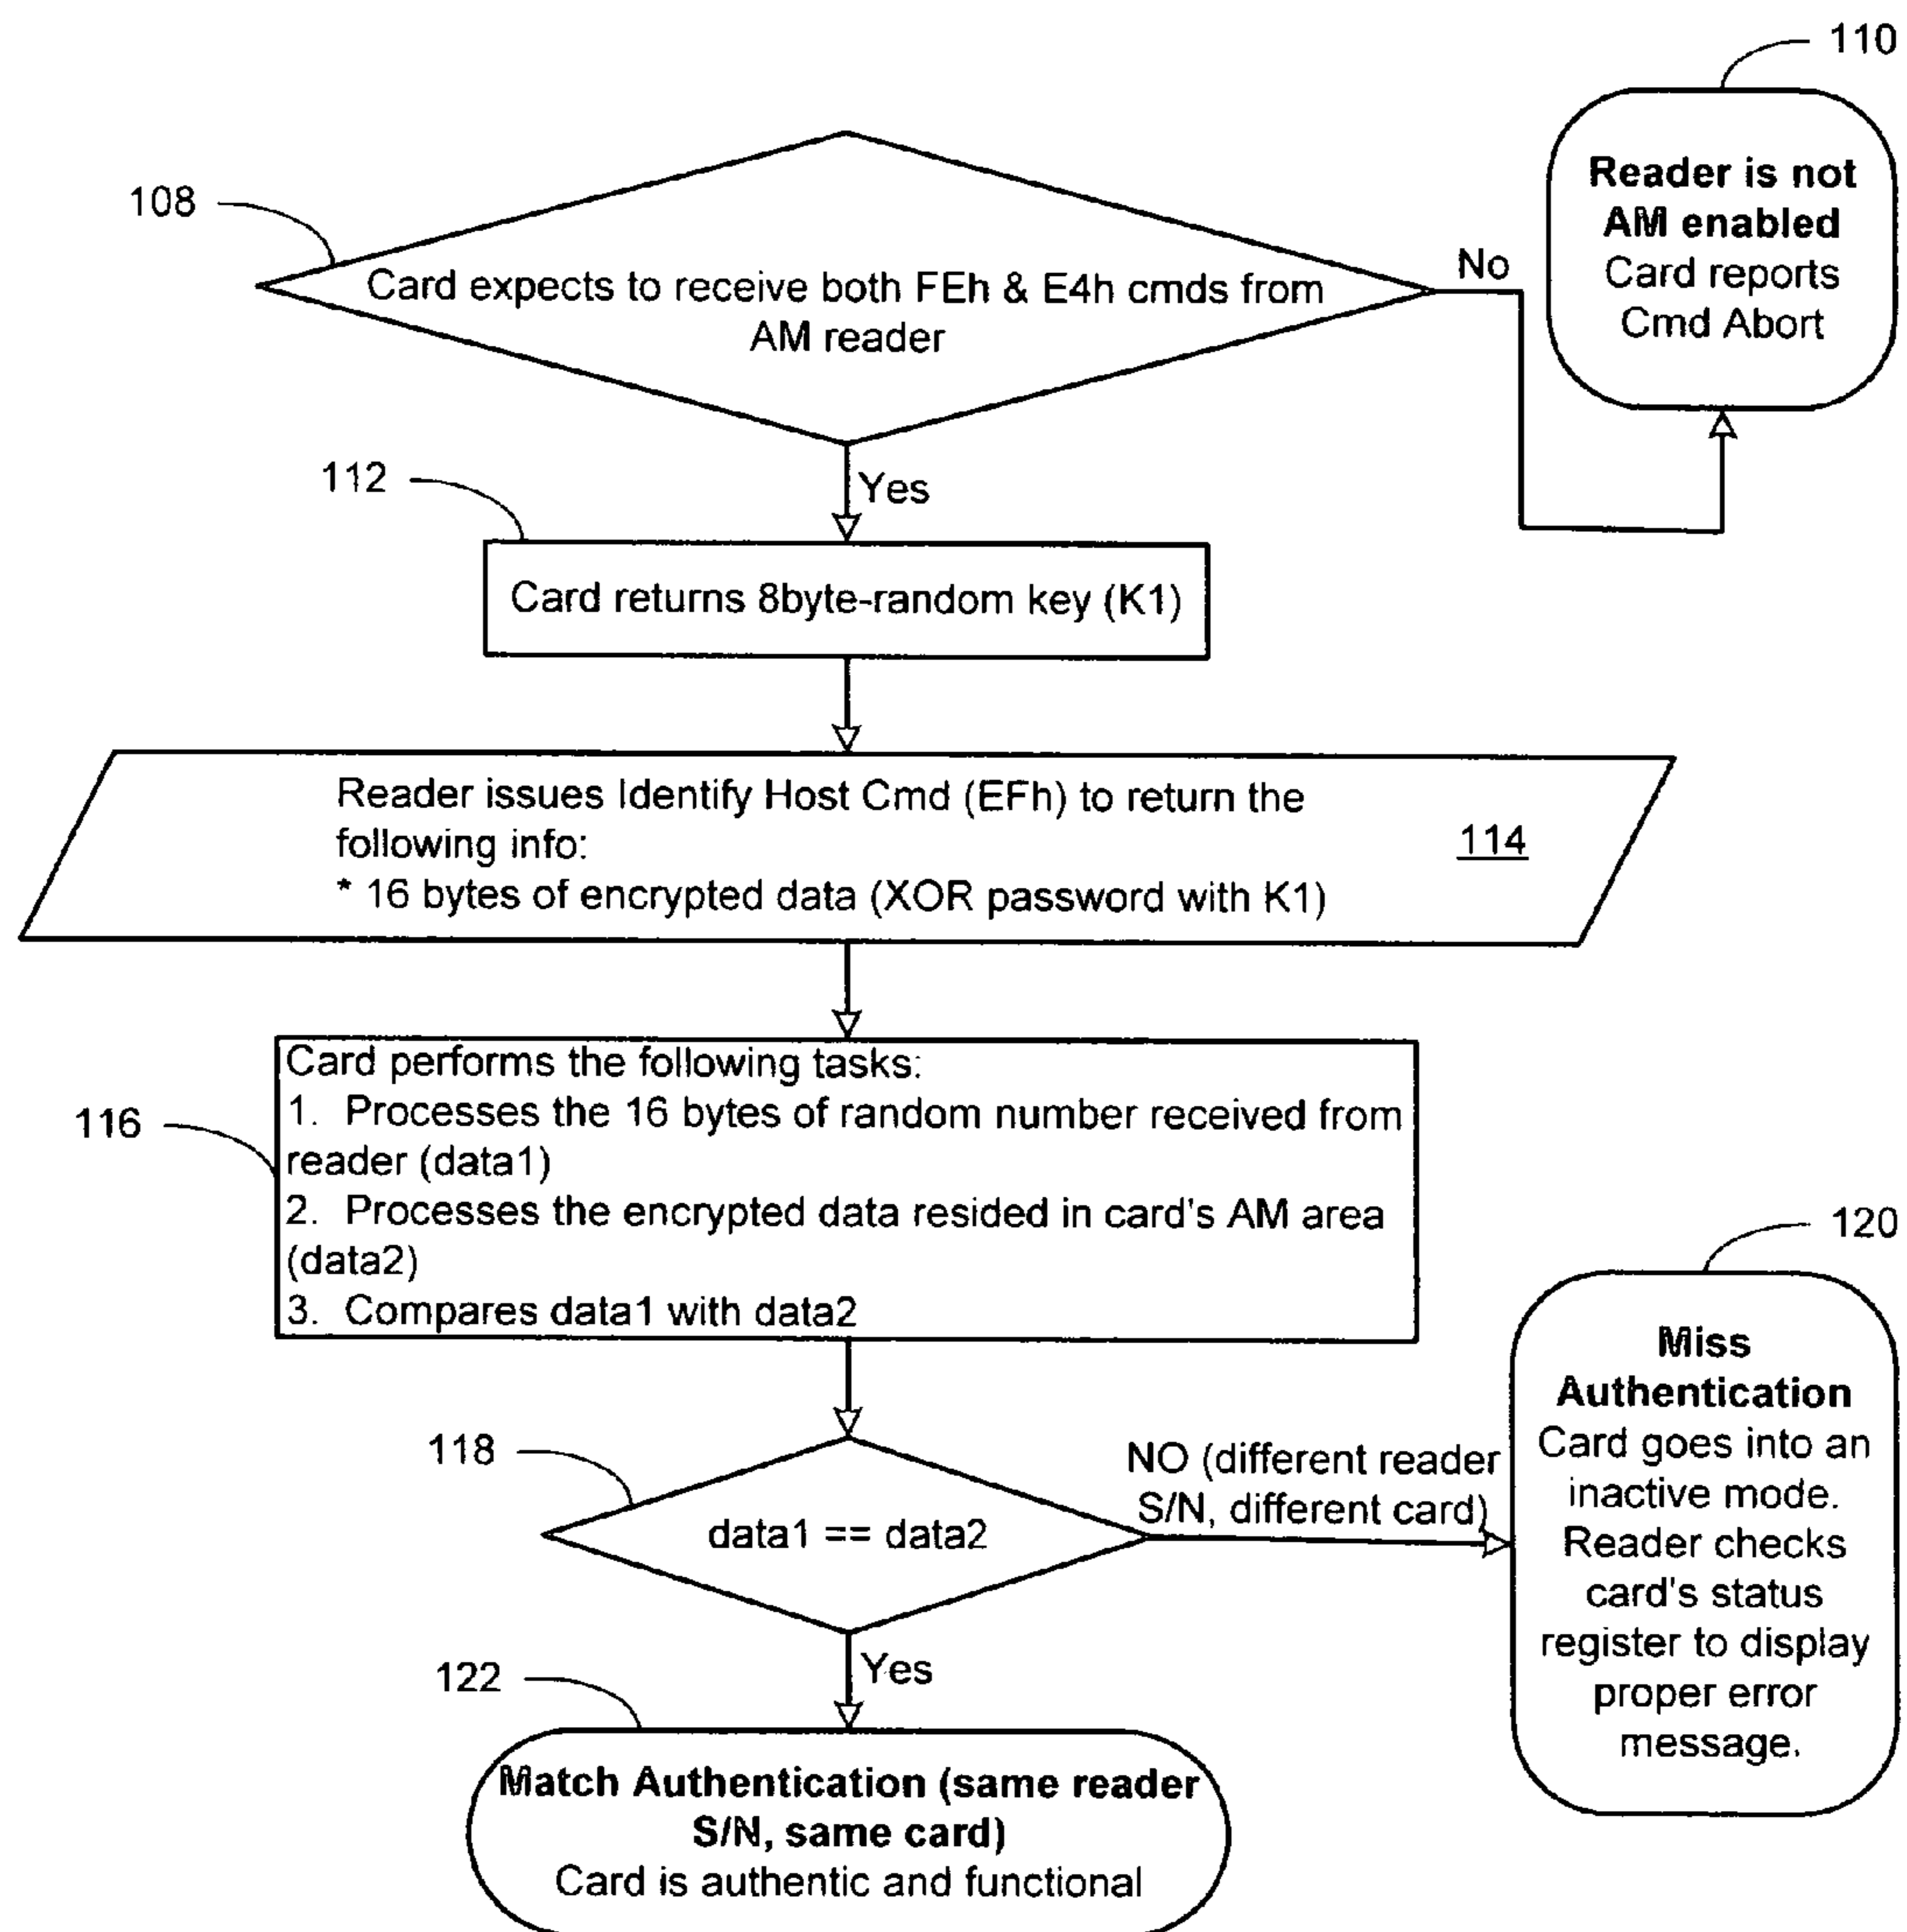 110
Reader is not
AM enabled
Card reports
Cmd Abort
108
Card expects to receive both FEh & E4h cmds from
AM reader
No
Yes
112
Card returns 8byte-random key (K1)
Reader issues Identify Host Cmd (EFh) to return the
following info:
* 16 bytes of encrypted data (XOR password with K1)
114
116
Card performs the following tasks:
1. Processes the 16 bytes of random number received from
reader (data1)
2. Processes the encrypted data resided in card's AM area
(data2)
3. Compares data1 with data2
118
data1 == data2
NO (different reader
S/N, different card)
120
Miss
Authentication
Card goes into an
inactive mode.
Reader checks
card's status
register to display
proper error
message.
Yes
122
Match Authentication (same reader
S/N, same card)
Card is authentic and functional